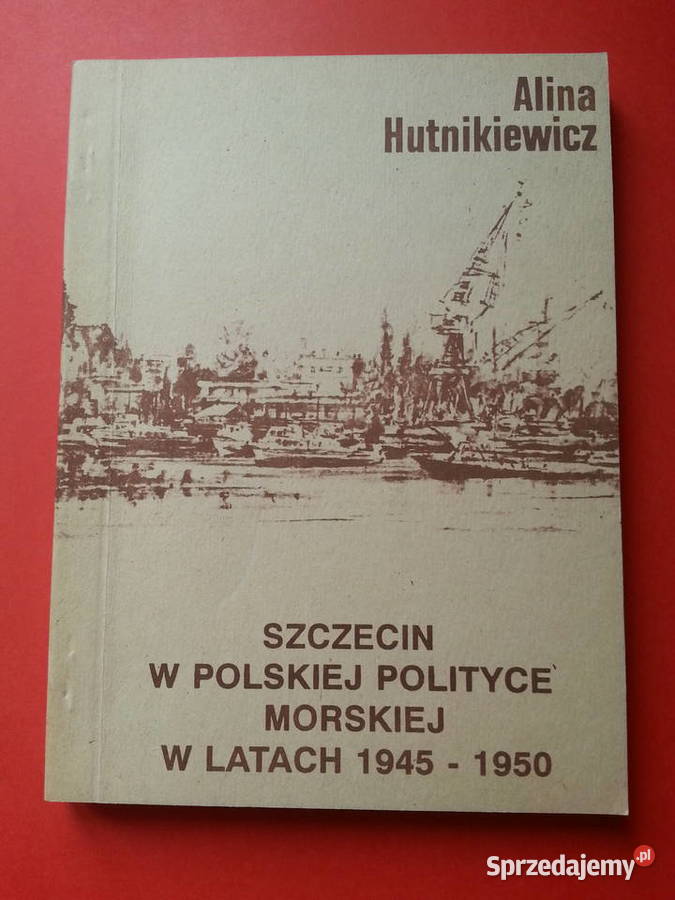 Alina
Hutnikiewicz
SZCZECIN
W POLSKIEJ POLITYCE
MORSKIEJ
W LATACH 1945 - 1950
Sprzedajemy.pl